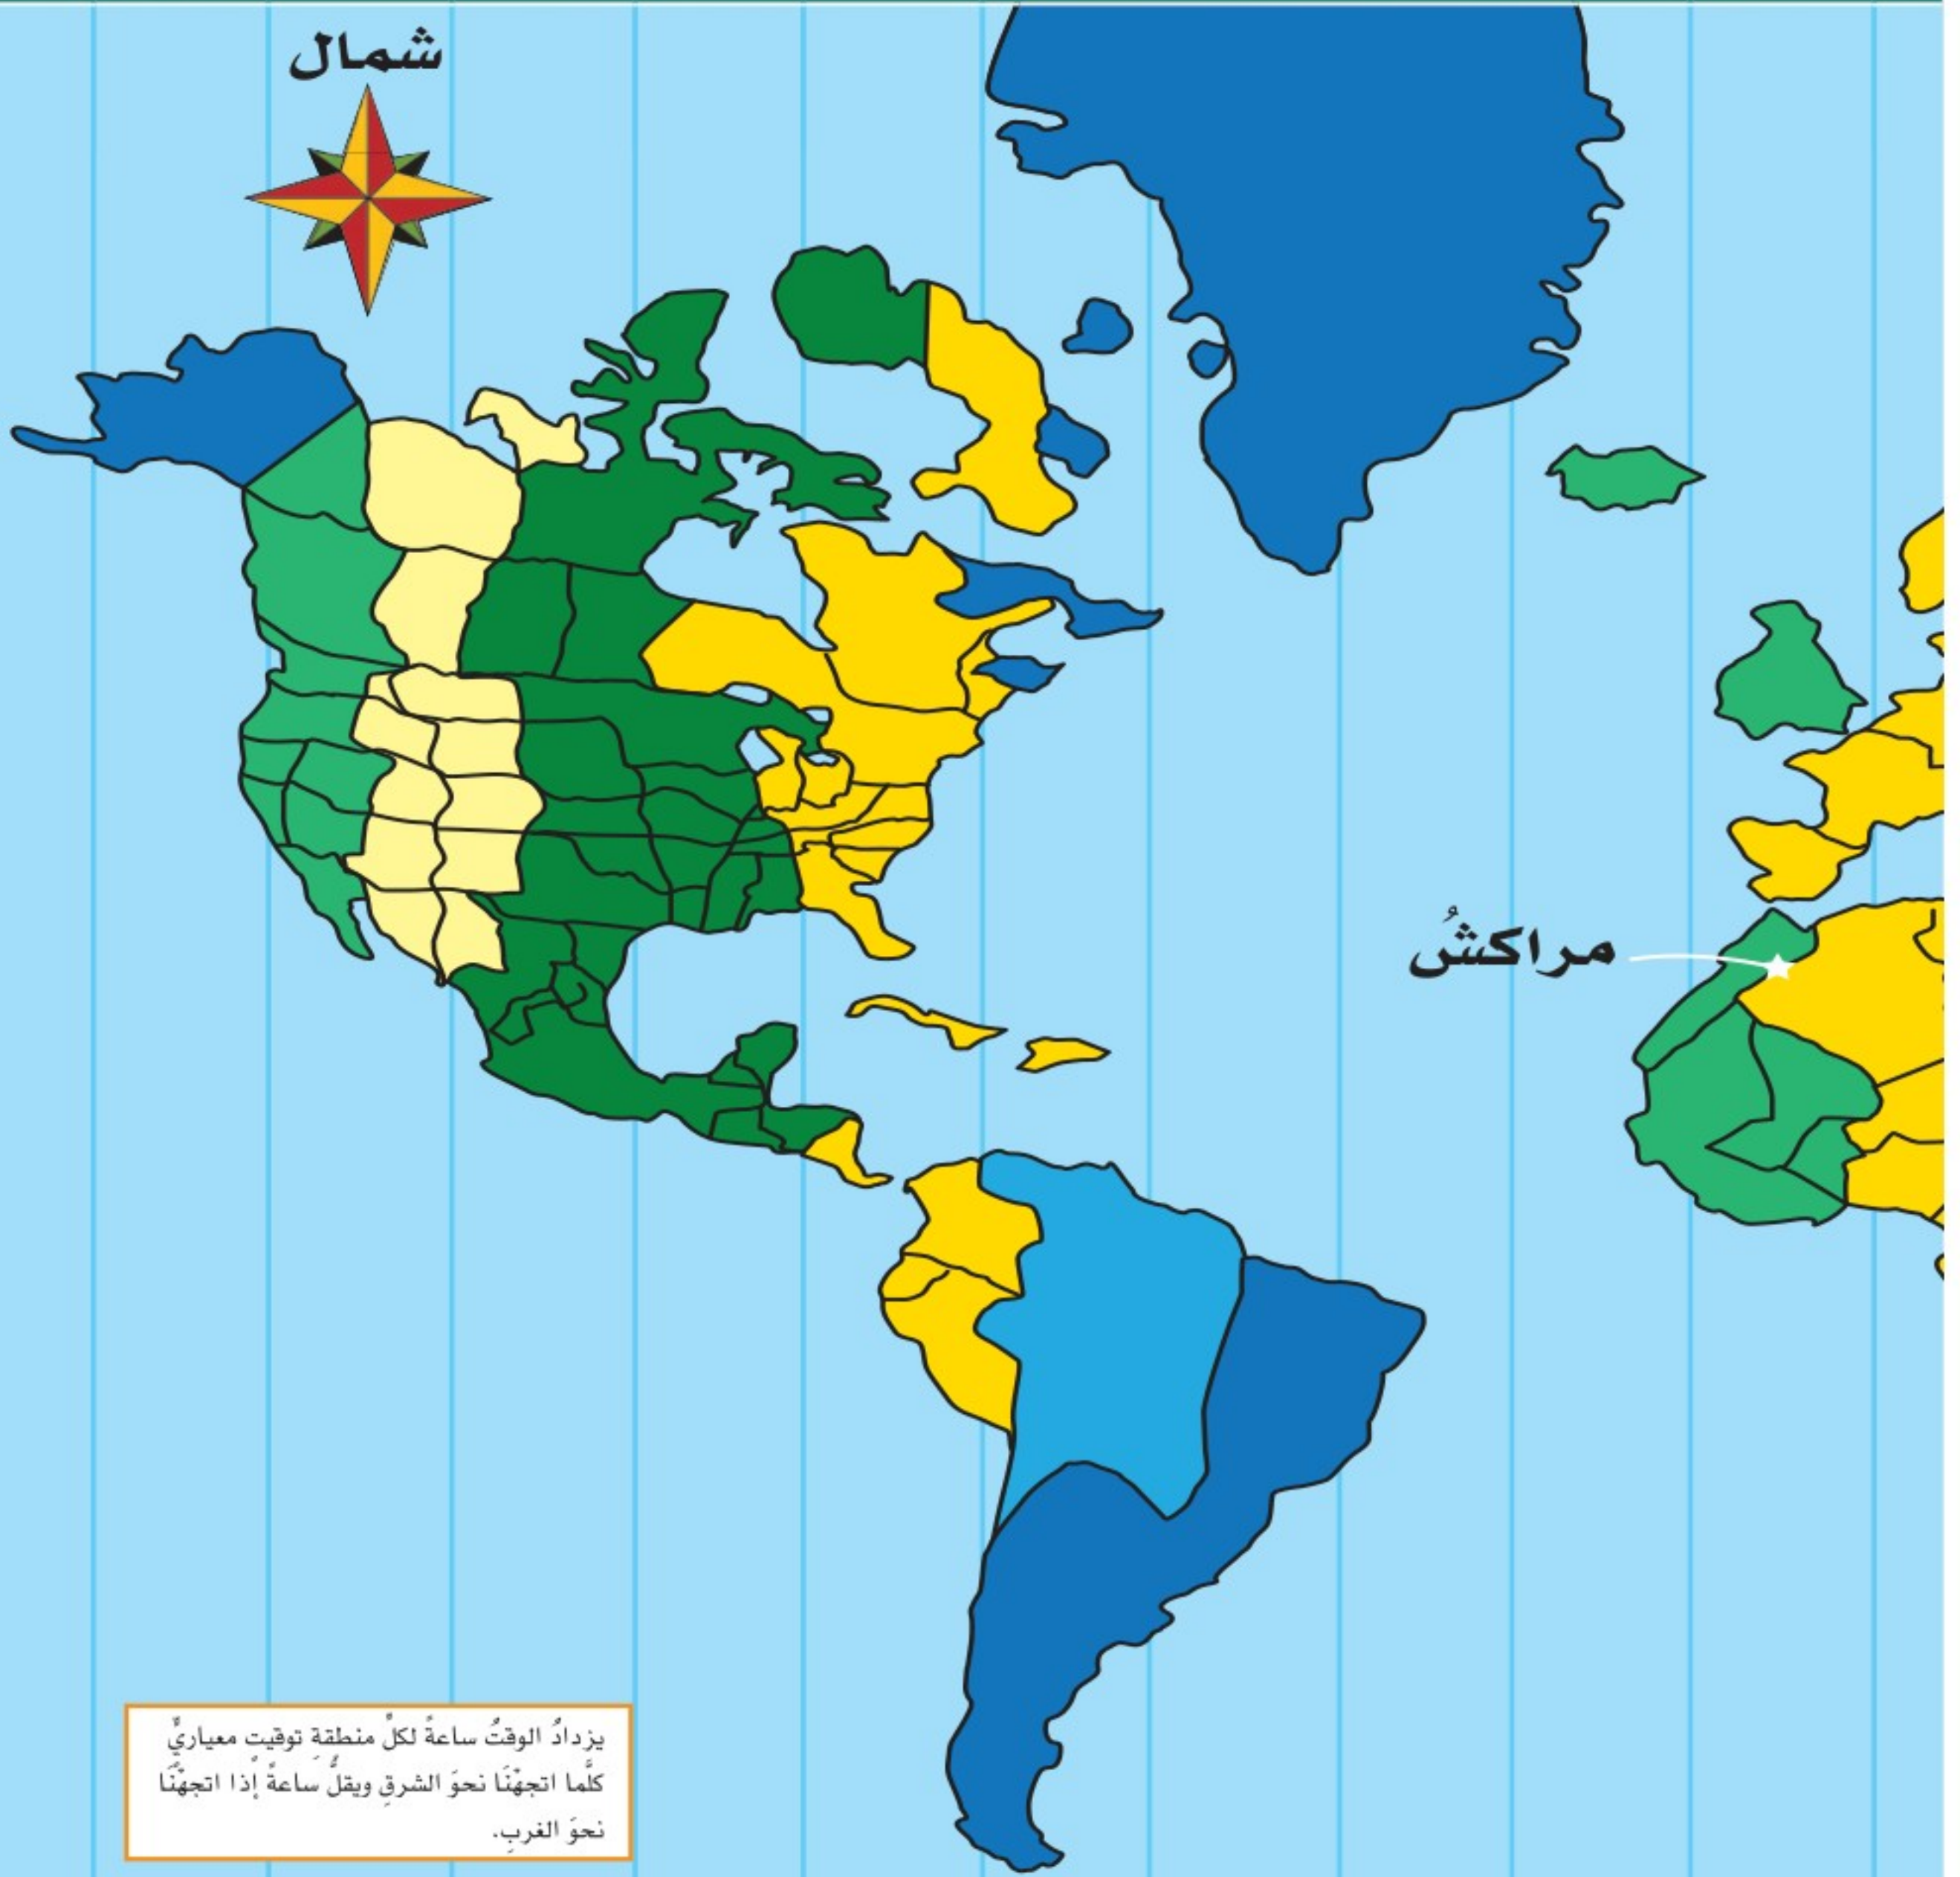 شمال
مراكشُ
يزدادُ الوقتُ ساعةً لكلِّ منطقةِ توقيتٍ معياريٍّ
كلَّما اتجهْنَا نحوَ الشرقِ ويقلُّ ساعةً إذا اتجهْنَا
نحوَ الغربِ.